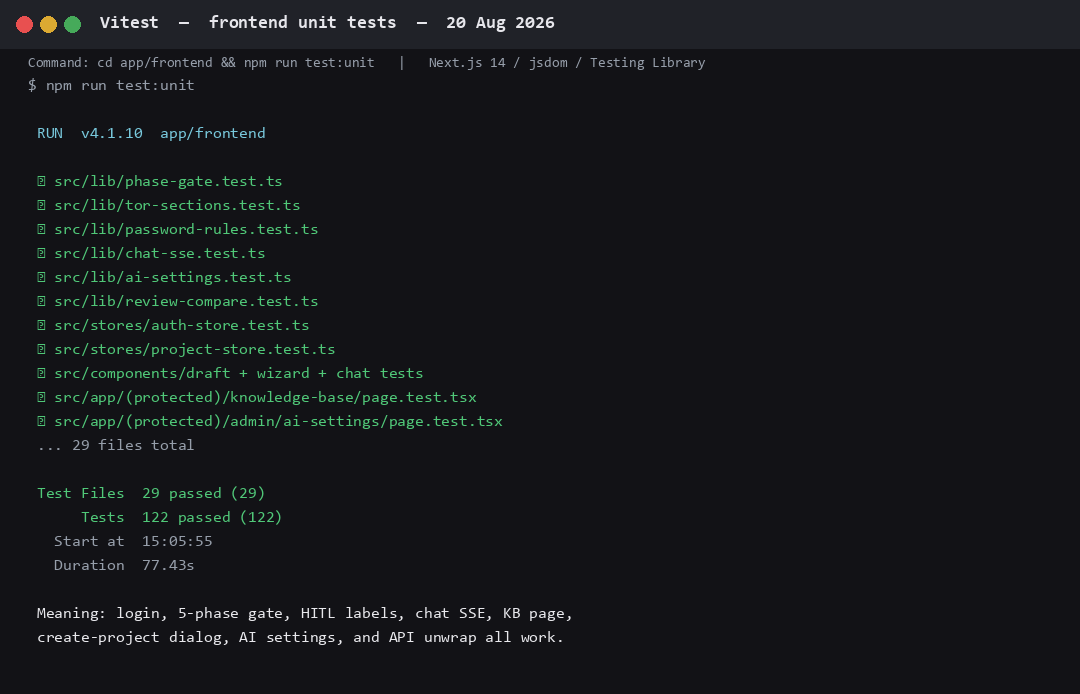 Vitest — frontend unit tests — 20 Aug 2026
Command: cd app/frontend && npm run test:unit | Next.js 14 / jsdom / Testing Library
$ npm run test:unit
RUN v4.1.10 app/frontend
src/lib/phase-gate.test.ts
src/lib/tor-sections.test.ts
src/lib/password-rules.test.ts
src/lib/chat-sse.test.ts
src/lib/ai-settings.test.ts
src/lib/review-compare.test.ts
src/stores/auth-store.test.ts
src/stores/project-store.test.ts
src/components/draft + wizard + chat tests
src/app/(protected)/knowledge-base/page.test.tsx
src/app/(protected)/admin/ai-settings/page.test.tsx
... 29 files total
Test Files 29 passed (29)
Tests 122 passed (122)
Start at 15:05:55
Duration 77.43s
Meaning: login, 5-phase gate, HITL labels, chat SSE, KB page,
create-project dialog, AI settings, and API unwrap all work.